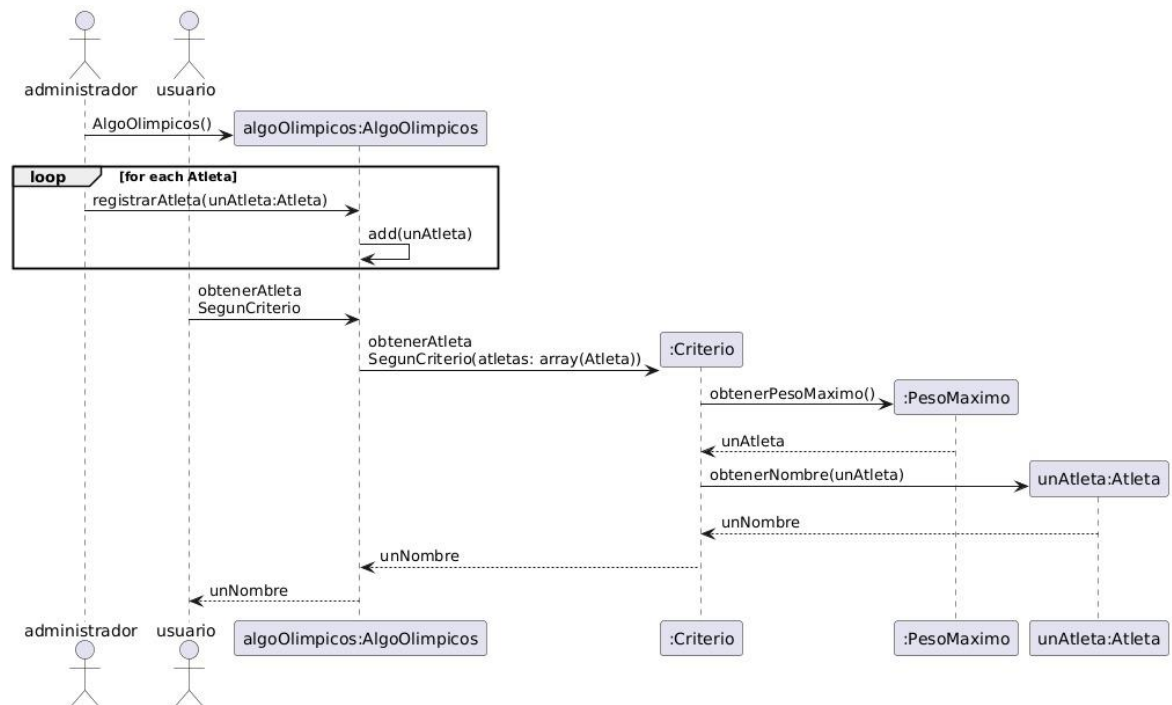 administrador usuario
AlgoOlimpicos()
algoOlimpicos:AlgoOlimpicos
loop [for each Atleta]
registrarAtleta(unAtleta:Atleta)
add(unAtleta)
obtenerAtleta
SegunCriterio
obtenerAtleta
SegunCriterio(atletas: array(Atleta))
:Criterio
obtenerPesoMaximo()
:PesoMaximo
unAtleta
obtenerNombre(unAtleta)
unAtleta:Atleta
unNombre
unNombre
unNombre
administrador usuario algoOlimpicos:AlgoOlimpicos :Criterio :PesoMaximo unAtleta:Atleta